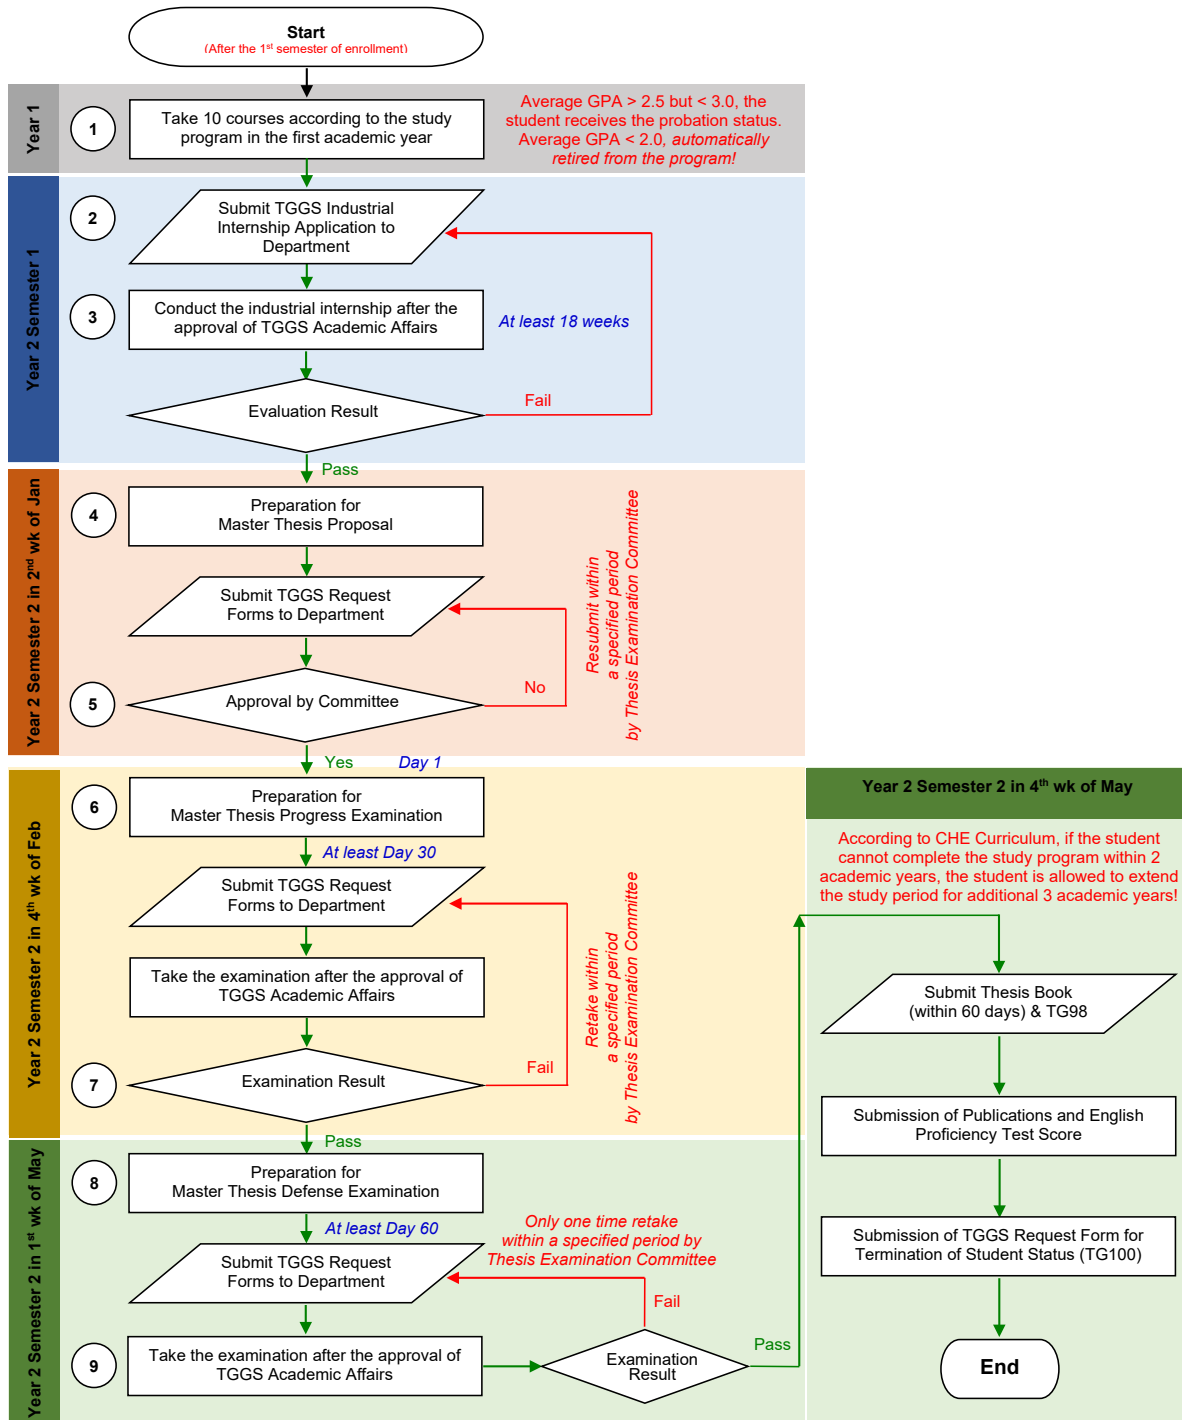 Start
(After the 1st semester of enrollment)
Year 1
1
Take 10 courses according to the study
program in the first academic year
Average GPA > 2.5 but < 3.0, the
student receives the probation status.
Average GPA < 2.0, automatically
retired from the program!
Year 2 Semester 1
2
Submit TGGS Industrial
Internship Application to
Department
3
Conduct the industrial internship after the
approval of TGGS Academic Affairs
At least 18 weeks
Evaluation Result
Fail
Pass
Year 2 Semester 2 in 2nd wk of Jan
4
Preparation for
Master Thesis Proposal
Submit TGGS Request
Forms to Department
Resubmit within
a specified period
by Thesis Examination Committee
5
Approval by Committee
No
Yes
Day 1
Year 2 Semester 2 in 4th wk of Feb
6
Preparation for
Master Thesis Progress Examination
At least Day 30
Submit TGGS Request
Forms to Department
Take the examination after the approval of
TGGS Academic Affairs
Retake within
a specified period
by Thesis Examination Committee
7
Examination Result
Fail
Pass
Year 2 Semester 2 in 1st wk of May
8
Preparation for
Master Thesis Defense Examination
At least Day 60
Only one time retake
within a specified period by
Thesis Examination Committee
Submit TGGS Request
Forms to Department
Fail
9
Take the examination after the approval of
TGGS Academic Affairs
Examination
Result
Pass
Year 2 Semester 2 in 4th wk of May
According to CHE Curriculum, if the student
cannot complete the study program within 2
academic years, the student is allowed to extend
the study period for additional 3 academic years!
Submit Thesis Book
(within 60 days) & TG98
Submission of Publications and English
Proficiency Test Score
Submission of TGGS Request Form for
Termination of Student Status (TG100)
End